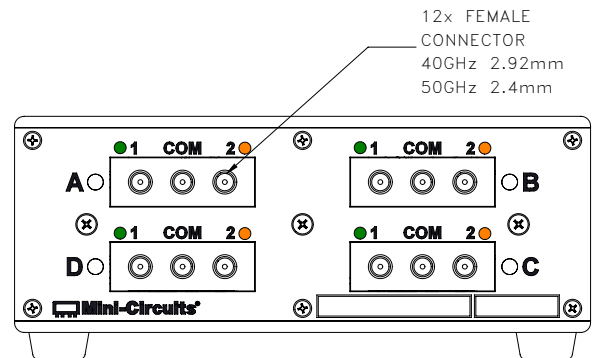 12x FEMALE
CONNECTOR
40GHz 2.92mm
50GHz 2.4mm
1 COM 2
1 COM 2
A
B
1 COM 2
1 COM 2
D
C
Mini-Circuits®